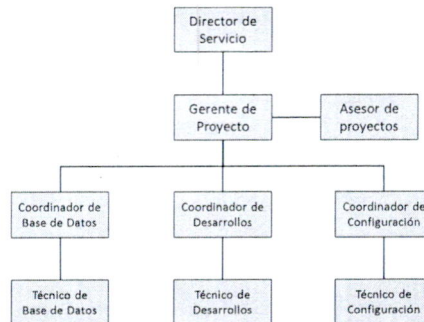 Director de
Servicio
Gerente de
Proyecto
Asesor de
proyectos
Coordinador de
Base de Datos
Coordinador de
Desarrollos
Coordinador de
Configuración
Técnico de
Base de Datos
Técnico de
Desarrollos
Técnico de
Configuración